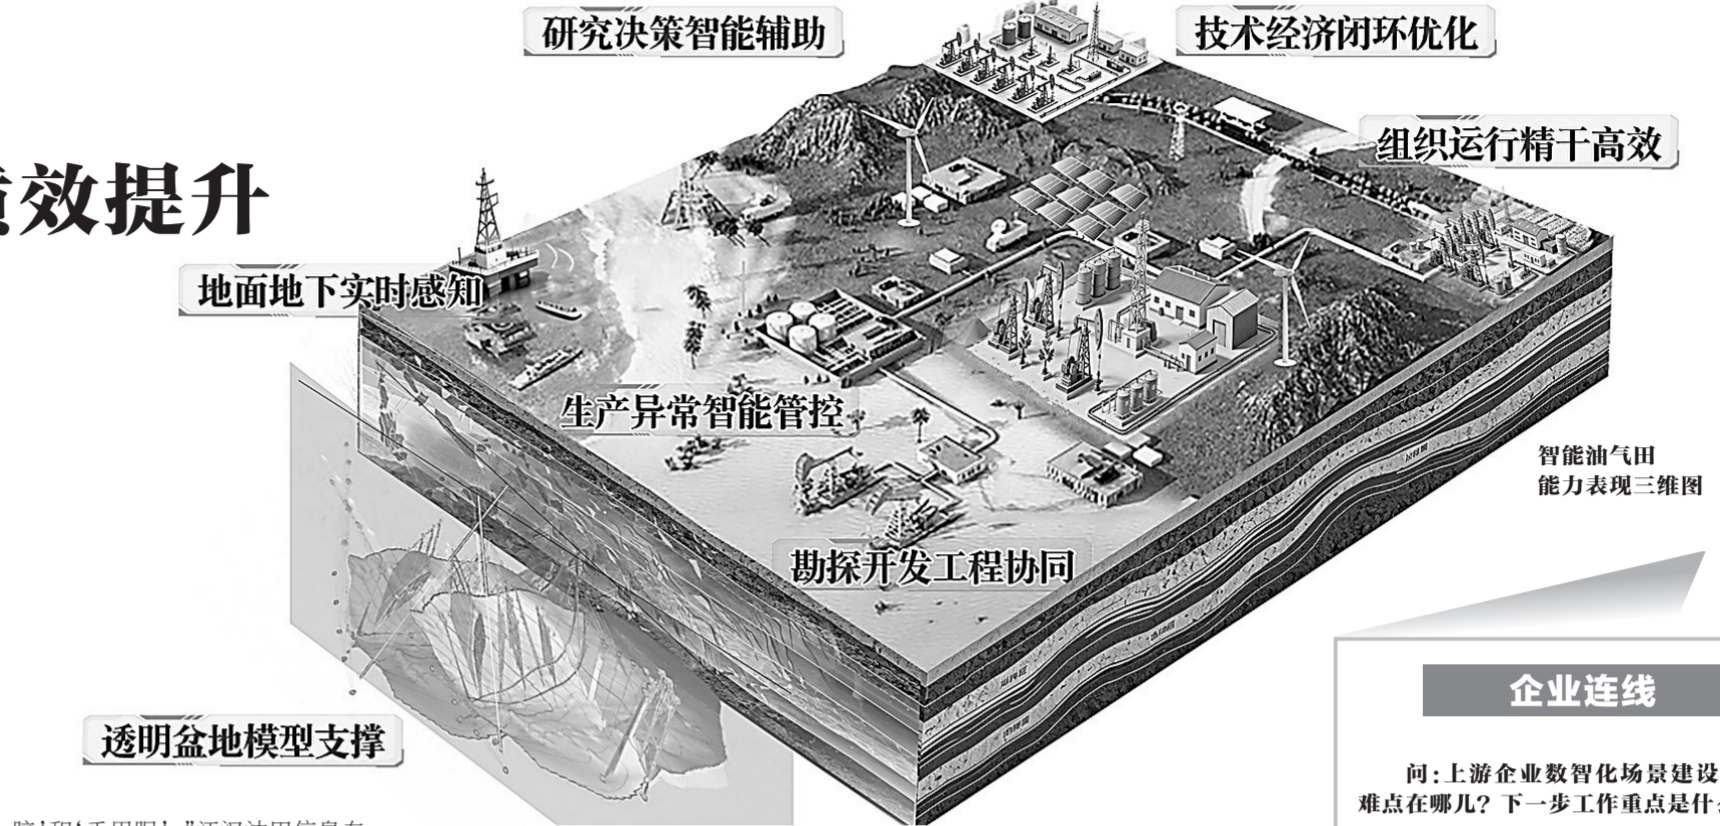 研究决策智能辅助
技术经济闭环优化
组织运行精干高效
效提升
地面地下实时感知
生产异常智能管控
智能油气田
能力表现三维图
勘探开发工程协同
企业连线
透明盆地模型支撑
问：上游企业数智化场景建设
难点在哪儿？下一步工作重点是什